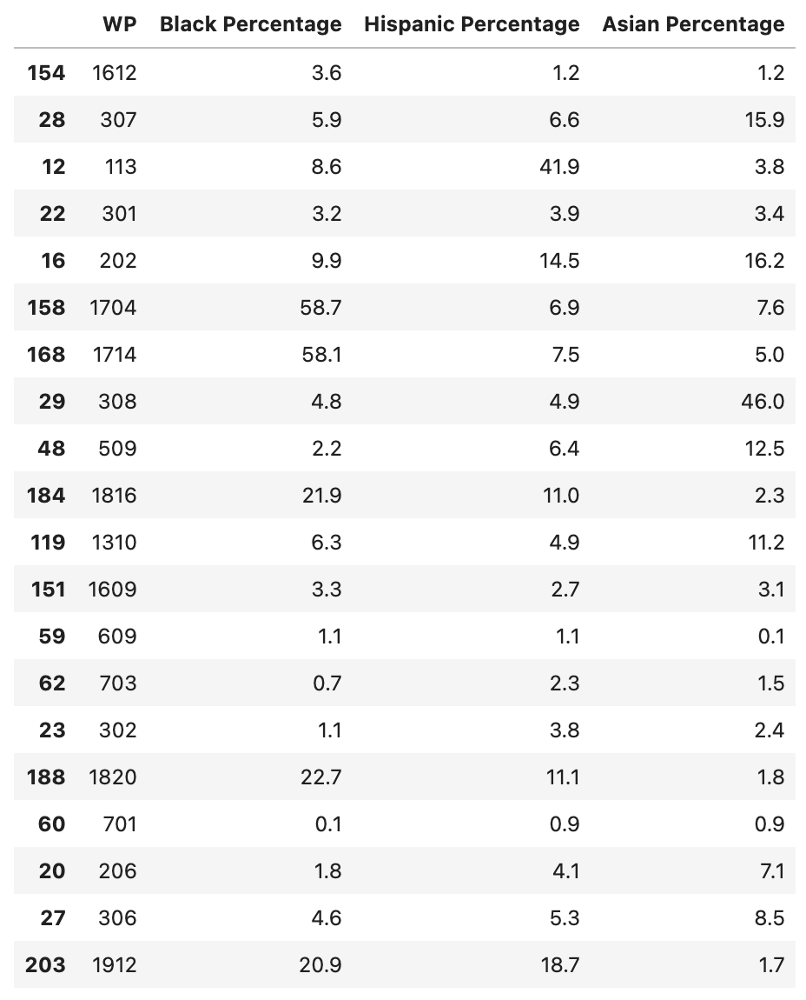 WP Black Percentage Hispanic Percentage Asian Percentage
154 1612 3.6 1.2 1.2
28 307 5.9 6.6 15.9
12 113 8.6 41.9 3.8
22 301 3.2 3.9 3.4
16 202 9.9 14.5 16.2
158 1704 58.7 6.9 7.6
168 1714 58.1 7.5 5.0
29 308 4.8 4.9 46.0
48 509 2.2 6.4 12.5
184 1816 21.9 11.0 2.3
119 1310 6.3 4.9 11.2
151 1609 3.3 2.7 3.1
59 609 1.1 1.1 0.1
62 703 0.7 2.3 1.5
23 302 1.1 3.8 2.4
188 1820 22.7 11.1 1.8
60 701 0.1 0.9 0.9
20 206 1.8 4.1 7.1
27 306 4.6 5.3 8.5
203 1912 20.9 18.7 1.7